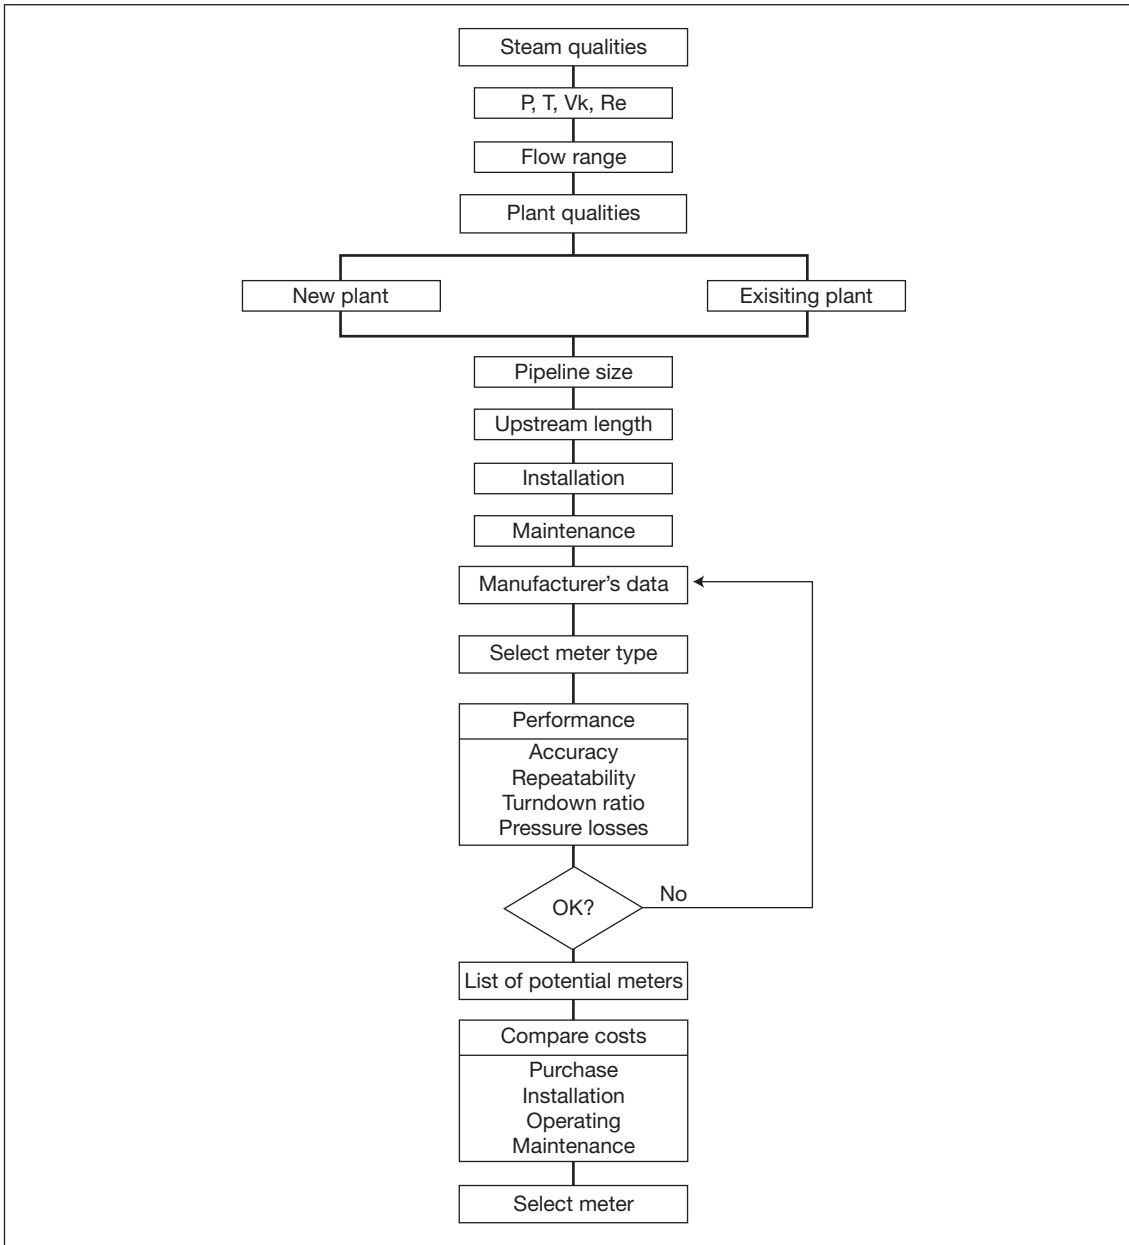 Steam qualities
P, T, Vk, Re
Flow range
Plant qualities
New plant
Exisiting plant
Pipeline size
Upstream length
Installation
Maintenance
Manufacturer’s data
Select meter type
Performance
Accuracy
Repeatability
Turndown ratio
Pressure losses
OK?
No
List of potential meters
Compare costs
Purchase
Installation
Operating
Maintenance
Select meter